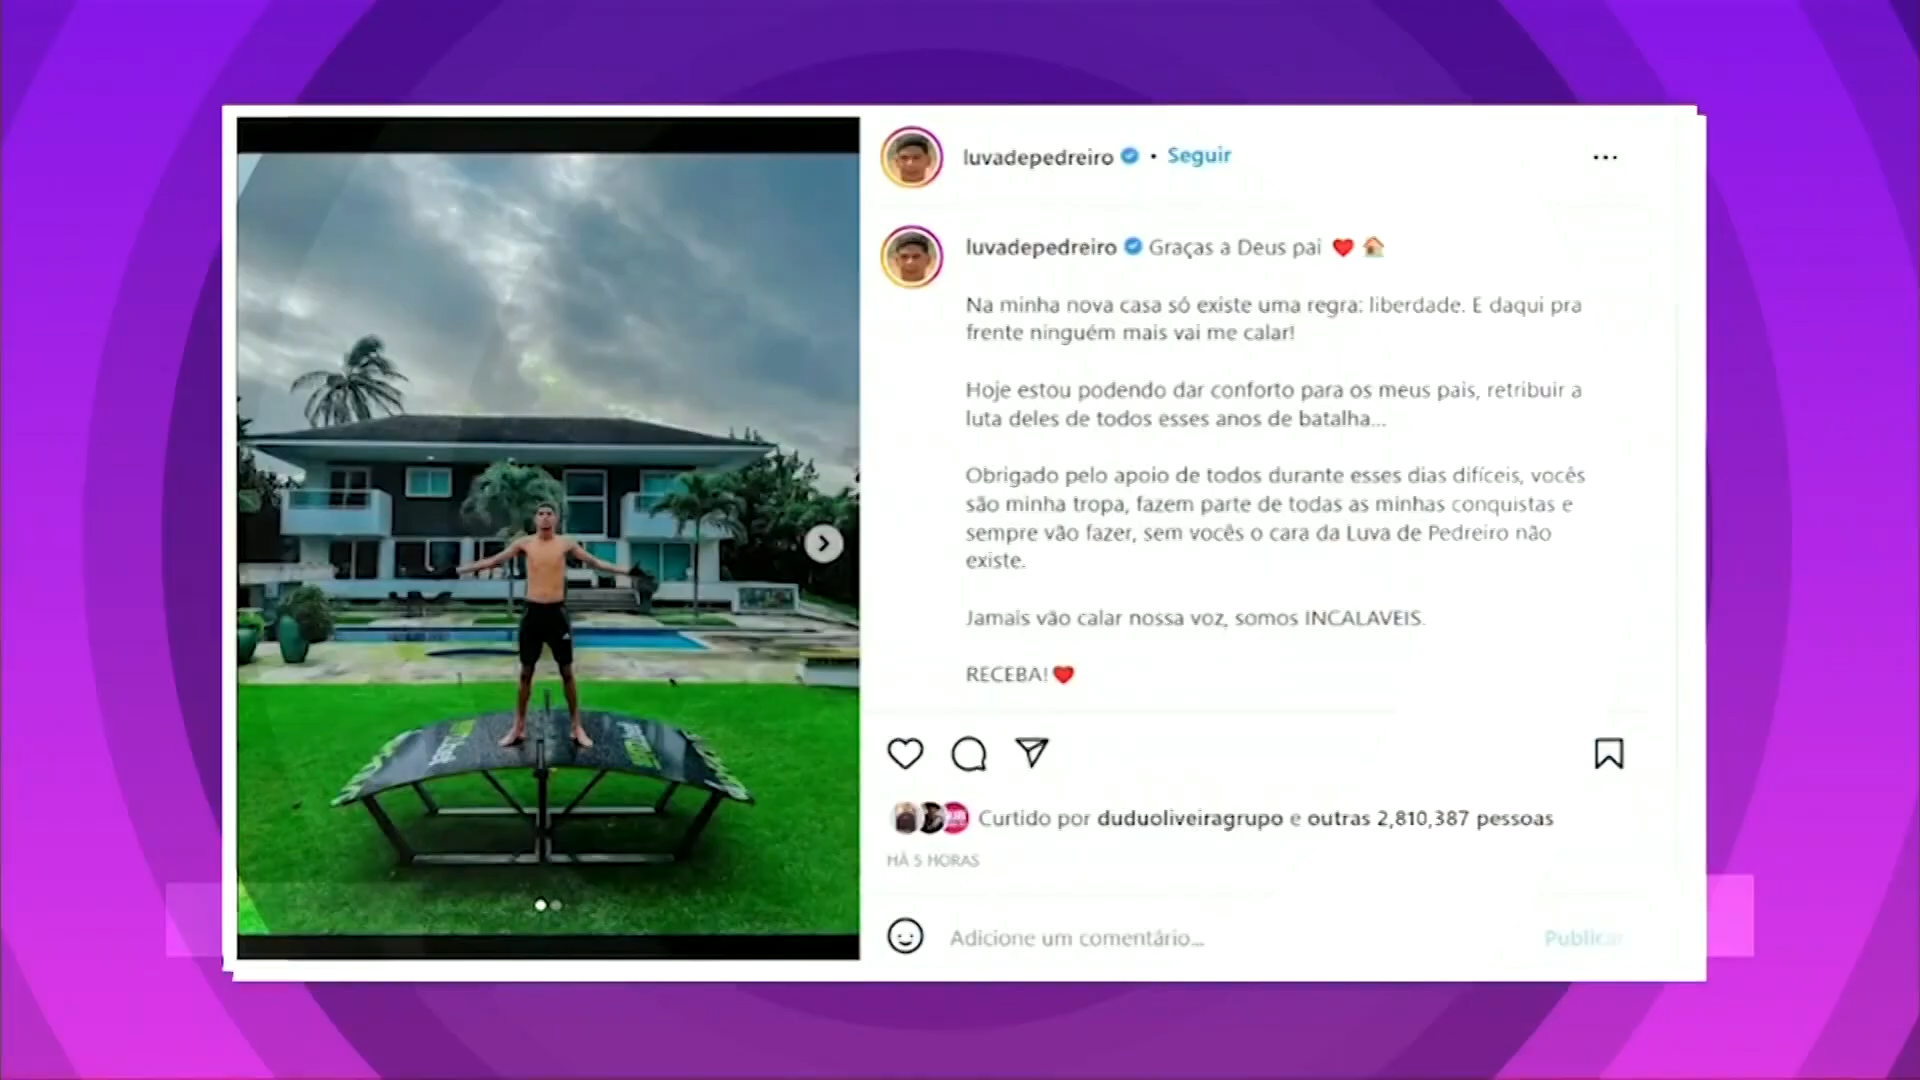 luvadepedreiro • Seguir
luvadepedreiro Graças a Deus pai ❤️ 🏠
Na minha nova casa só existe uma regra: liberdade. E daqui pra
frente ninguém mais vai me calar!
Hoje estou podendo dar conforto para os meus pais, retribuir a
luta deles de todos esses anos de batalha...
Obrigado pelo apoio de todos durante esses dias difíceis, vocês
são minha tropa, fazem parte de todas as minhas conquistas e
sempre vão fazer, sem vocês o cara da Luva de Pedreiro não
existe.
Jamais vão calar nossa voz, somos INCALAVEIS.
RECEBA!❤️
Curtido por duduoliveiragrupo e outras 2,810,387 pessoas
HÁ 5 HORAS
Adicione um comentário...
Publicar